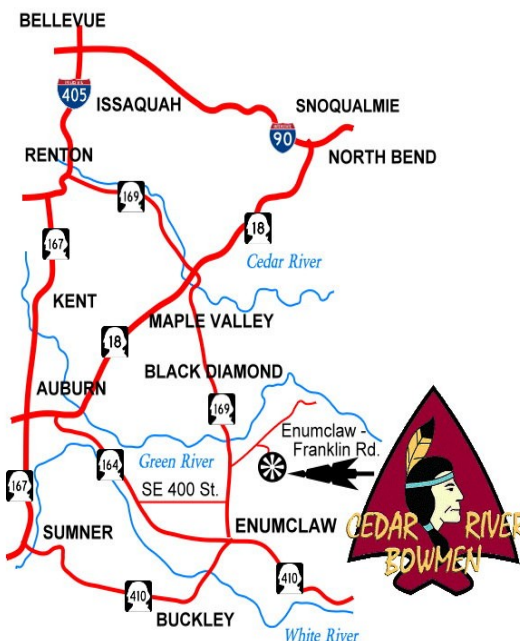 BELLEVUE
405
ISSAQUAH
SNOQUALMIE
90
RENTON
NORTH BEND
169
18
167
Cedar River
KENT
MAPLE VALLEY
18
BLACK DIAMOND
AUBURN
169
Enumclaw -
Franklin Rd.
Green River
164
167
SE 400 St.
SUMNER
ENUMCLAW
CEDAR RIVER
BOWMEN
410
410
BUCKLEY
White River